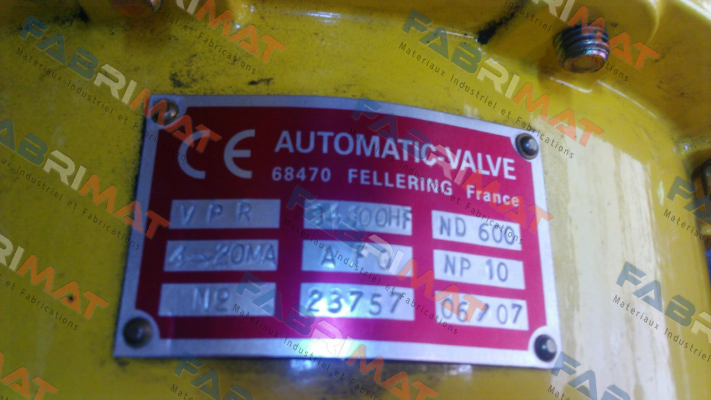 CE AUTOMATIC-VALVE
68470 FELLERING France
VPR ND 600
4->20MA NP 10
Nº 23757 06/07
FABRIMAT
Materiaux Industriel et Fabrications